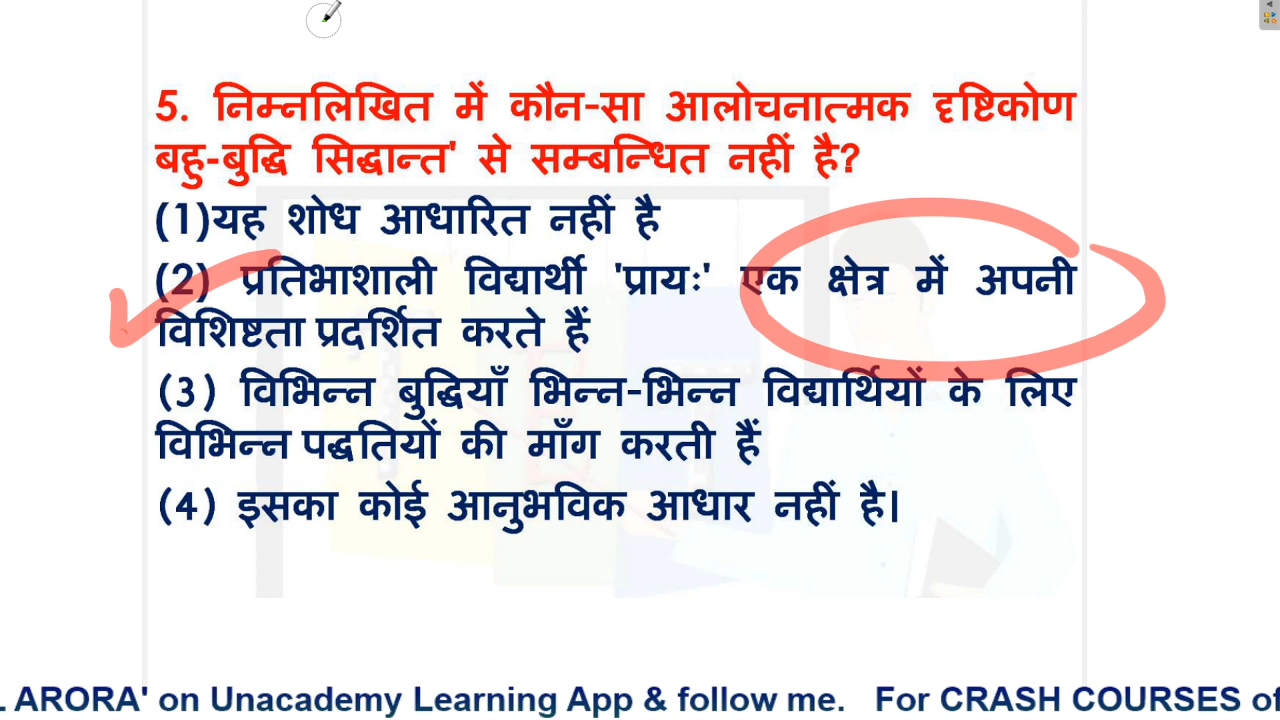 5. निम्नलिखित में कौन-सा आलोचनात्मक दृष्टिकोण
बहु-बुद्धि सिद्धान्त' से सम्बन्धित नहीं है?
(1)यह शोध आधारित नहीं है
(2) प्रतिभाशाली विद्यार्थी 'प्रायः' एक क्षेत्र में अपनी
विशिष्टता प्रदर्शित करते हैं
(3) विभिन्न बुद्धियाँ भिन्न-भिन्न विद्यार्थियों के लिए
विभिन्न पद्धतियों की माँग करती हैं
(4) इसका कोई आनुभविक आधार नहीं है।
ARORA' on Unacademy Learning App & follow me. For CRASH COURSES of